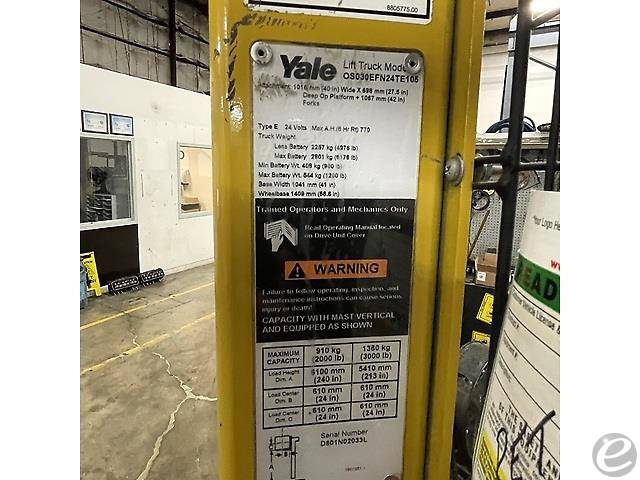 8805775.00
Yale Lift Truck Model
OS030EFN24TE105
Attachment 1016 mm (40 in) Wide X 698 mm (27.5 in)
Deep Op Platform + 1067 mm (42 in)
Forks
Type E 24 Volts Max A.H.(6 Hr Rt) 770
Truck Weight
Less Battery 2257 kg (4976 lb)
Max Battery 2801 kg (6176 lb)
Min Battery Wt. 408 kg (900 lb)
Max Battery Wt. 544 kg (1200 lb)
Base Width 1041 mm (41 in)
Wheelbase 1409 mm (55.5 in)
Trained Operators and Mechanics Only
Read Operating Manual located
on Drive Unit Cover
WARNING
Failure to follow operating, inspection, and
maintenance instructions can cause serious
injury or death!
CAPACITY WITH MAST VERTICAL
AND EQUIPPED AS SHOWN
MAXIMUM CAPACITY 910 kg (2000 lb) 1360 kg (3000 lb)
Load Height Dim. A 6100 mm (240 in) 5410 mm (213 in)
Load Center Dim. B 610 mm (24 in) 610 mm (24 in)
Load Center Dim. C 610 mm (24 in) 610 mm (24 in)
Serial Number
D801N02033L
"Your Logo He
READ
e